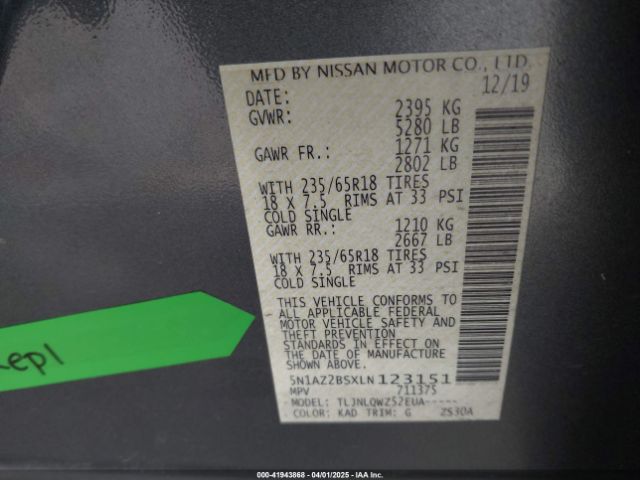 MFD BY NISSAN MOTOR CO., LTD.
DATE: 12/19
GVWR: 2395 KG
5280 LB
GAWR FR.: 1271 KG
2802 LB
WITH 235/65R18 TIRES
18 X 7.5 RIMS AT 33 PSI
COLD SINGLE
GAWR RR.: 1210 KG
2667 LB
WITH 235/65R18 TIRES
18 X 7.5 RIMS AT 33 PSI
COLD SINGLE
THIS VEHICLE CONFORMS TO
ALL APPLICABLE FEDERAL
MOTOR VEHICLE SAFETY AND
THEFT PREVENTION
STANDARDS IN EFFECT ON
THE DATE OF MANUFACTURE.
5N1AZ2BSXLN123151
MPV 71137S
MODEL: TLJNLQWZ52EUA-----
COLOR: KAD TRIM: G ZS30A
repl
000-41943868 - 04/01/2025 - IAA Inc.